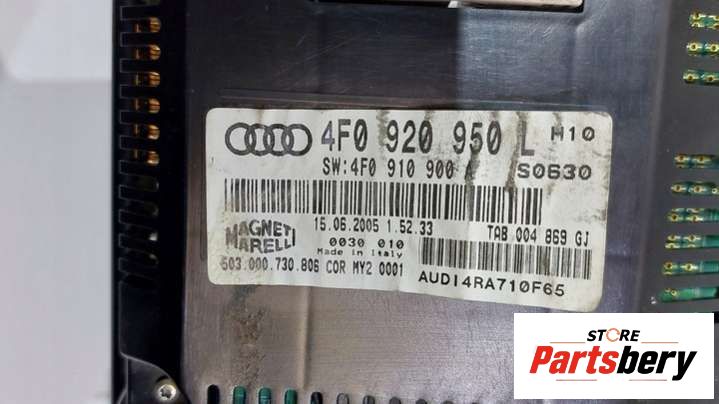 4F0 920 950 L H10
SW:4F0 910 900 A S0630
15.06.2005 1.52.33 TAB 004 869 GJ
MAGNETI MARELLI
0030 010
Made in Italy
503.000.730.806 COR MY2 0001
AUDI4RA710F65
STORE
Partsbery